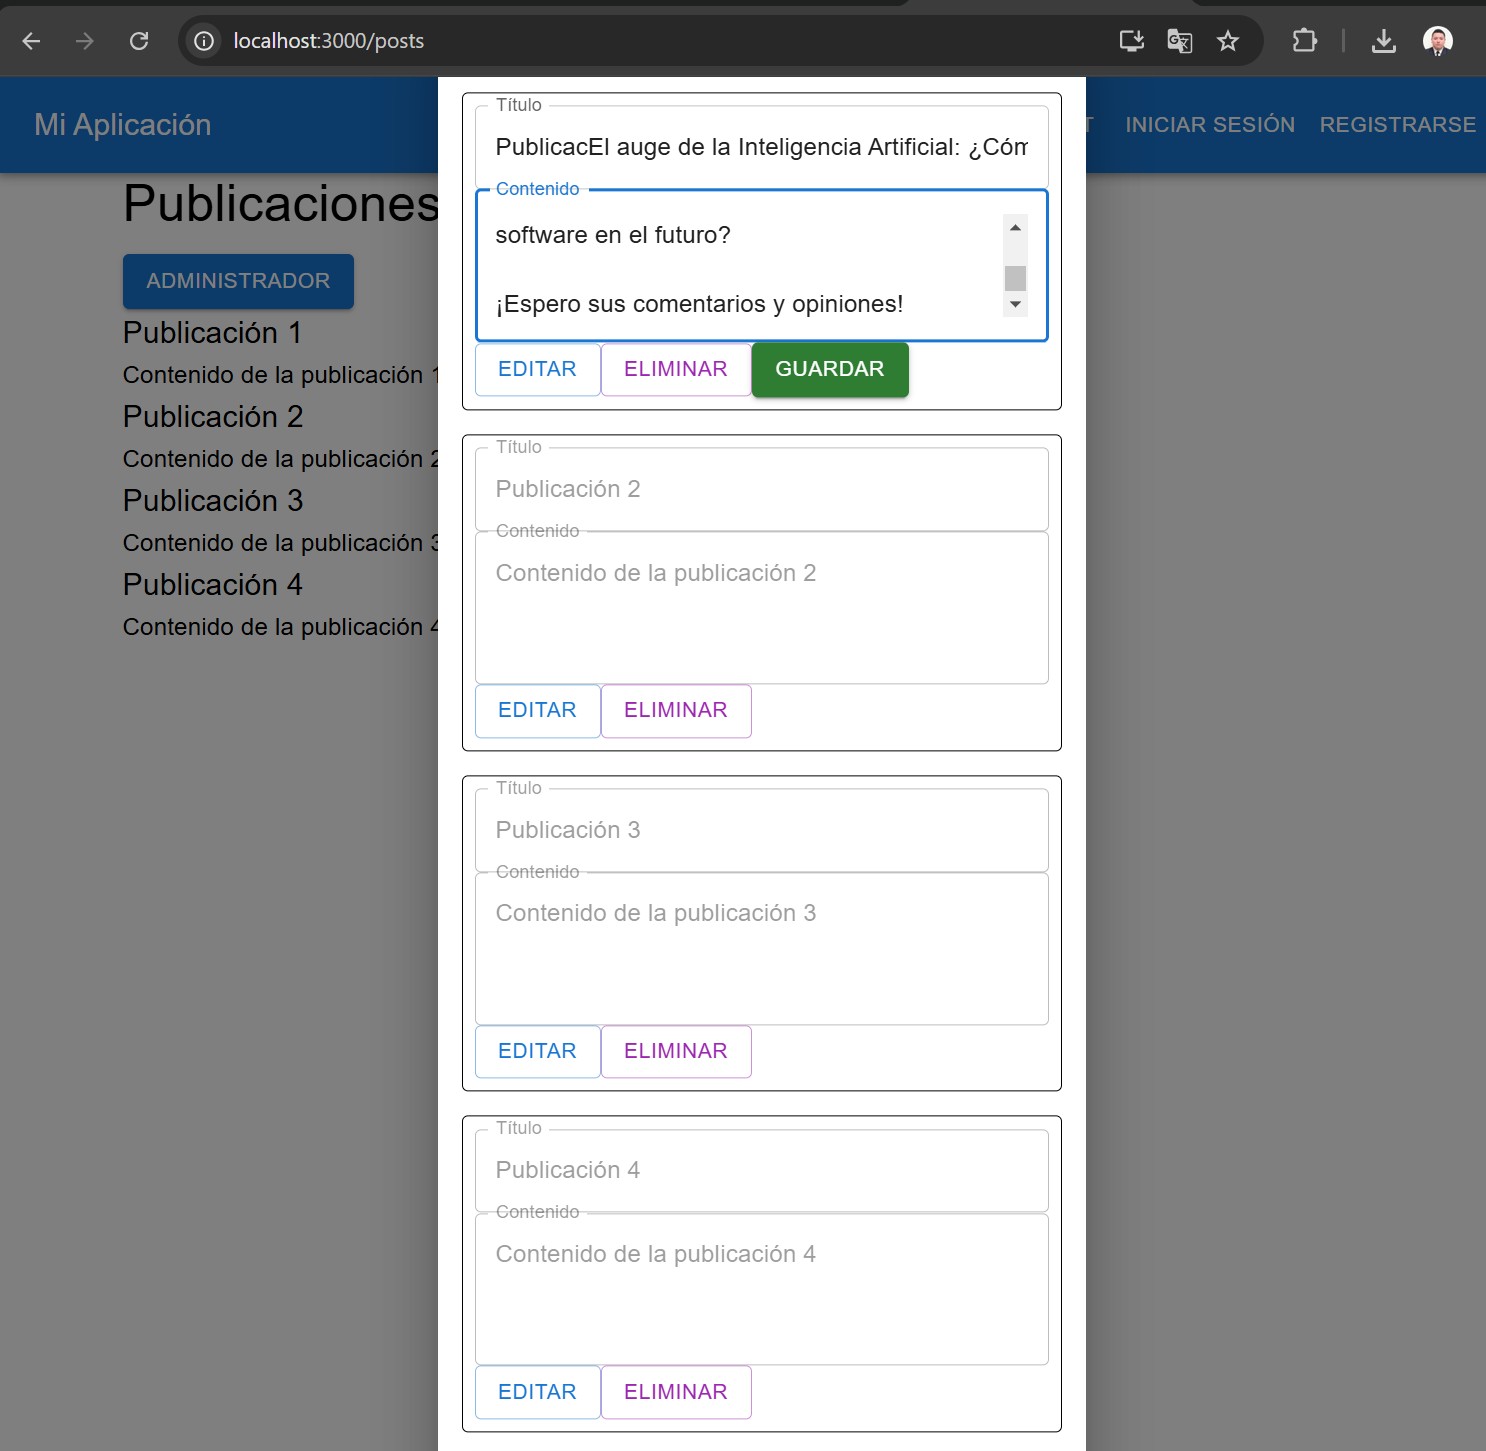 localhost:3000/posts
Mi Aplicación
T INICIAR SESIÓN REGISTRARSE
Publicaciones
ADMINISTRADOR
Publicación 1
Contenido de la publicación 1
Publicación 2
Contenido de la publicación 2
Publicación 3
Contenido de la publicación 3
Publicación 4
Contenido de la publicación 4
Título
PublicacEl auge de la Inteligencia Artificial: ¿Cóm
Contenido
software en el futuro?
¡Espero sus comentarios y opiniones!
EDITAR ELIMINAR GUARDAR
Título
Publicación 2
Contenido
Contenido de la publicación 2
EDITAR ELIMINAR
Título
Publicación 3
Contenido
Contenido de la publicación 3
EDITAR ELIMINAR
Título
Publicación 4
Contenido
Contenido de la publicación 4
EDITAR ELIMINAR